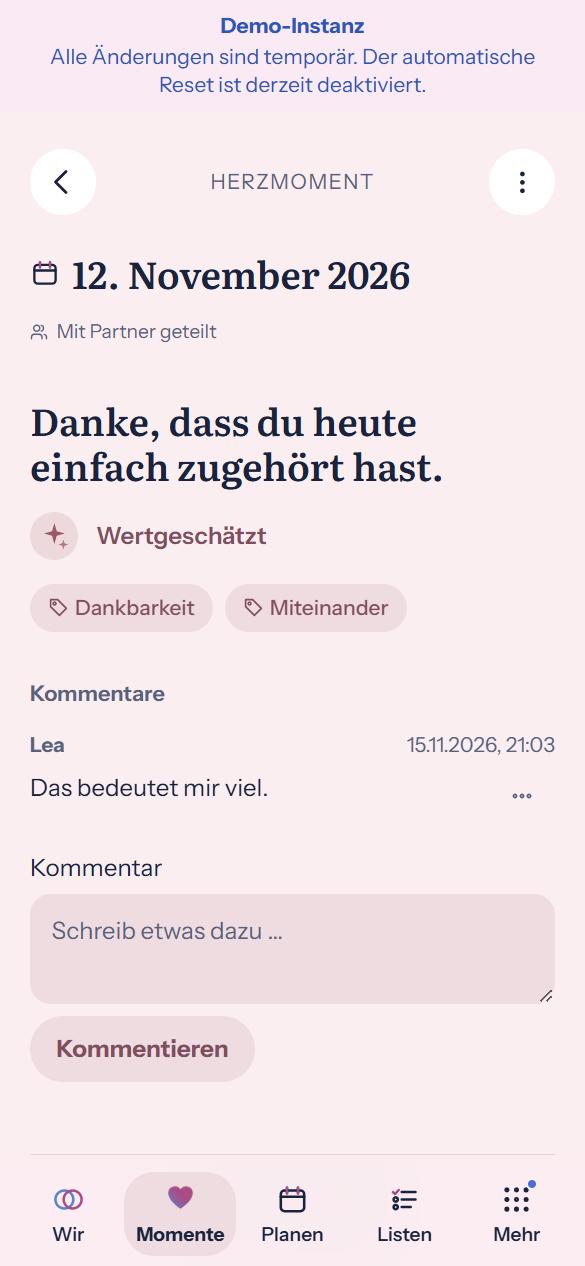 Demo-Instanz
Alle Änderungen sind temporär. Der automatische
Reset ist derzeit deaktiviert.
HERZMOMENT
12. November 2026
Mit Partner geteilt
Danke, dass du heute
einfach zugehört hast.
Wertgeschätzt
Dankbarkeit Miteinander
Kommentare
Lea 15.11.2026, 21:03
Das bedeutet mir viel.
Kommentar
Schreib etwas dazu ...
Kommentieren
Wir Momente Planen Listen Mehr